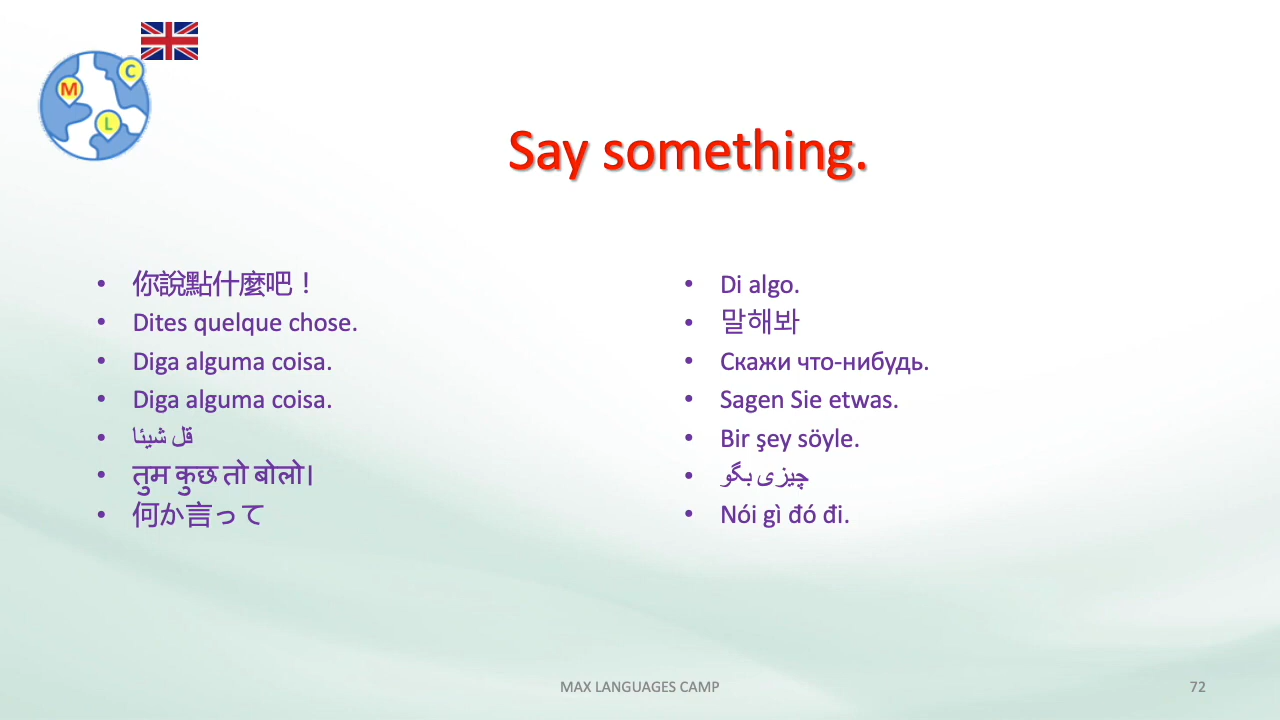 M
C
L
Say something.
• 你說點什麼吧！
• Dites quelque chose.
• Diga alguma coisa.
• Diga alguma coisa.
• قل شيئا
• तुम कुछ तो बोलो।
• 何か言って
• Di algo.
• 말해봐
• Скажи что-нибудь.
• Sagen Sie etwas.
• Bir şey söyle.
• چیزی بگو
• Nói gì đó đi.
MAX LANGUAGES CAMP
72